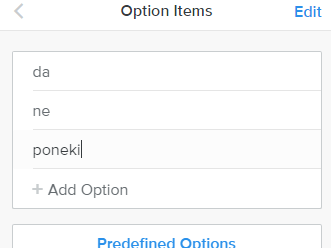 Option Items Edit
da
ne
poneki
+ Add Option
Predefined Options